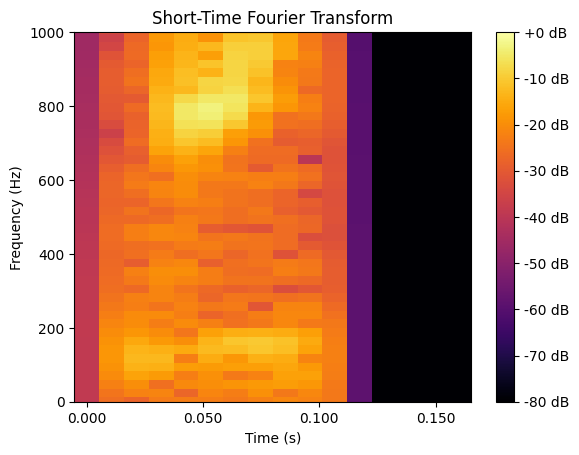 Short-Time Fourier Transform
Frequency (Hz)
1000
800
600
400
200
0
0.000
0.050
0.100
0.150
Time (s)
+0 dB
-10 dB
-20 dB
-30 dB
-40 dB
-50 dB
-60 dB
-70 dB
-80 dB